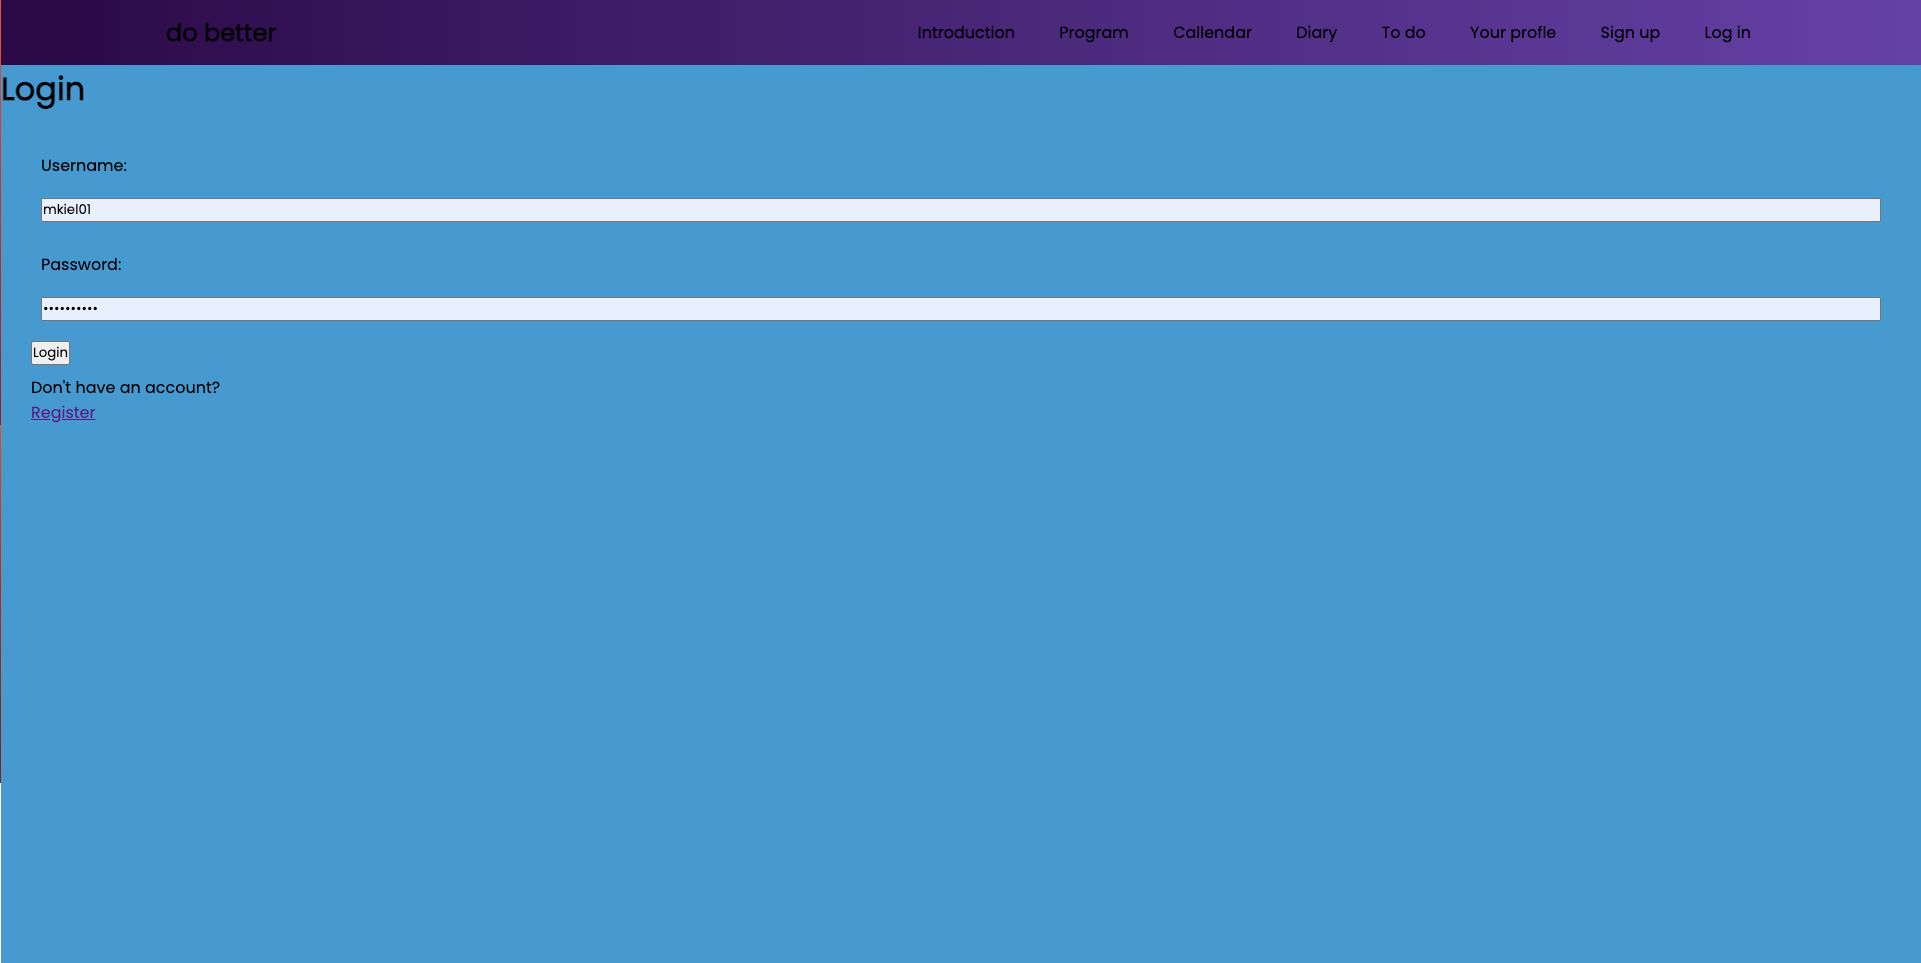 do better Introduction Program Callendar Diary To do Your profle Sign up Log in
Login
Username:
mkiel01
Password:
••••••••••
Login
Don't have an account?
Register